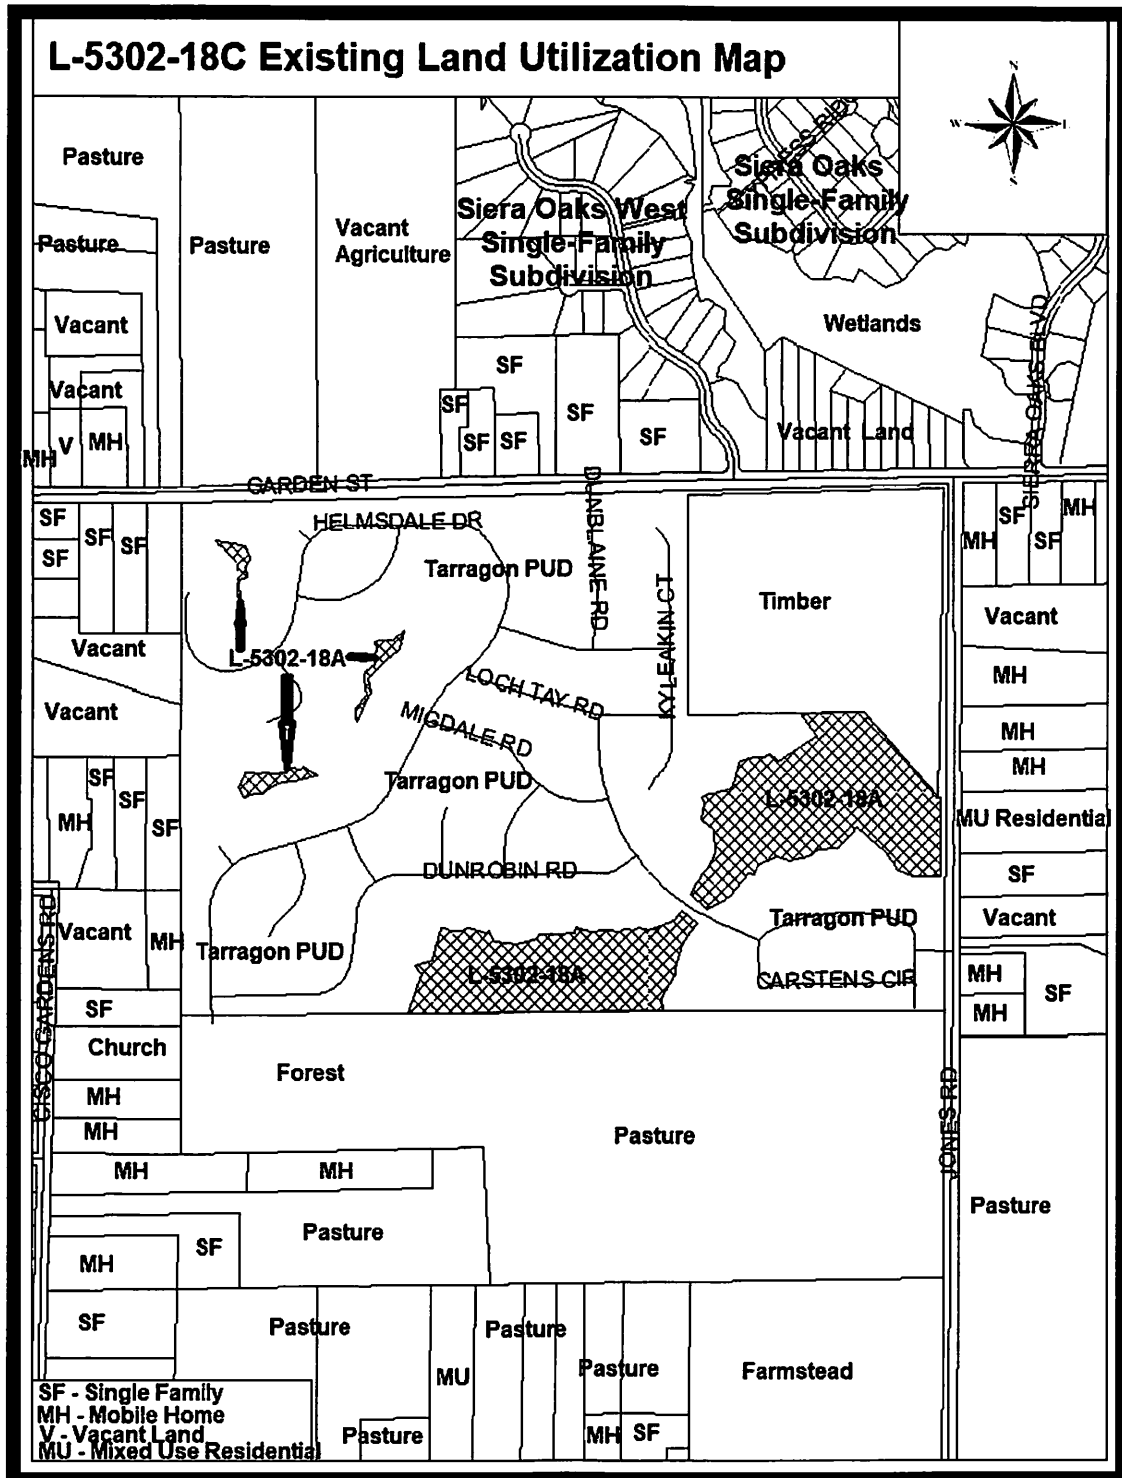 L-5302-18C Existing Land Utilization Map
N
W
E
S
Pasture
Pasture
Pasture
Vacant
Agriculture
Siera Oaks West
Single-Family
Subdivision
Siera Oaks
Single-Family
Subdivision
Vacant
Wetlands
SIERRA OAKS BLVD
Vacant
SF
SF
SF
SF
SF
SF
Vacant Land
MH
V
MH
GARDEN ST
SF
SF
SF
SF
HELMSDALE DR
DUNBLAINE RD
Tarragon PUD
KYLEAKIN CT
Timber
MH
SF
SF
MH
Vacant
Vacant
L-5302-18A
LOCH TAY RD
MIGDALE RD
MH
Vacant
MH
MH
Tarragon PUD
L-5302-18A
SF
SF
MH
SF
MU Residential
DUNROBIN RD
SF
CISCO GARDENS RD
Vacant
MH
Tarragon PUD
Tarragon PUD
Vacant
L-5302-18A
CARSTENS CIR
MH
SF
MH
SF
Church
Forest
MH
MH
Pasture
JONES RD
MH
MH
Pasture
Pasture
SF
MH
SF
Pasture
Pasture
Pasture
MU
Farmstead
Pasture
MH
SF
SF - Single Family
MH - Mobile Home
V - Vacant Land
MU - Mixed Use Residential